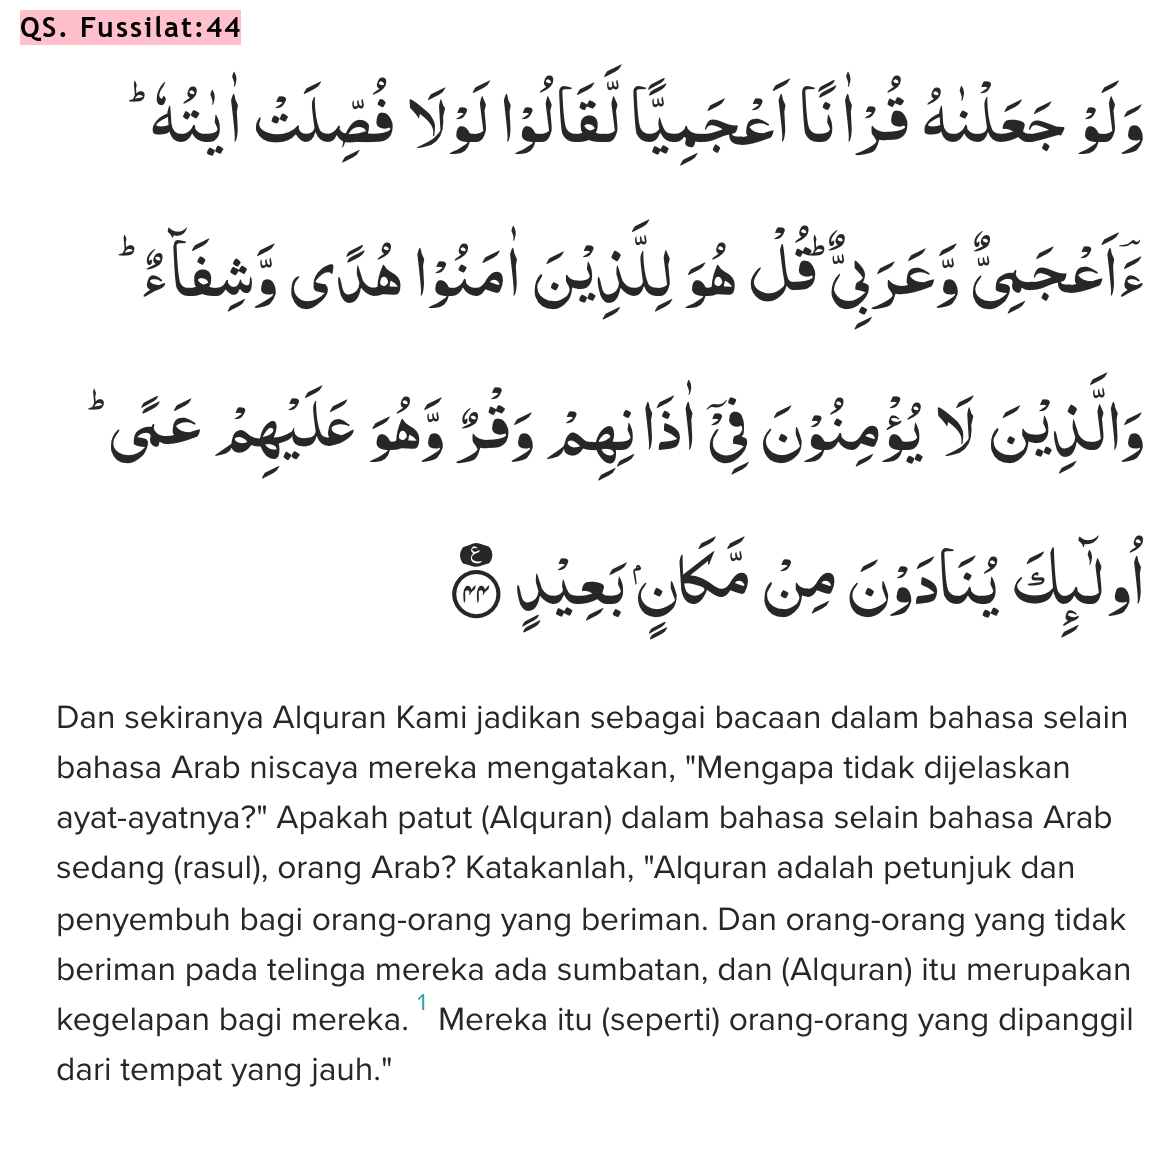 QS. Fussilat:44
وَلَوْ جَعَلْنٰهُ قُرْاٰنًا اَعْجَمِيًّا لَّقَالُوْا لَوْلَا فُصِّلَتْ اٰيٰتُهٗ ۗ
ءَاَ۬عْجَمِيٌّ وَّعَرَبِيٌّ ۗ قُلْ هُوَ لِلَّذِيْنَ اٰمَنُوْا هُدًى وَّشِفَاۤءٌ ۗ
وَالَّذِيْنَ لَا يُؤْمِنُوْنَ فِيْٓ اٰذَانِهِمْ وَقْرٌ وَّهُوَ عَلَيْهِمْ عَمًى ۗ
اُولٰۤىِٕكَ يُنَادَوْنَ مِنْ مَّكَانٍۢ بَعِيْدٍ ع ٤٤
Dan sekiranya Alquran Kami jadikan sebagai bacaan dalam bahasa selain
bahasa Arab niscaya mereka mengatakan, "Mengapa tidak dijelaskan
ayat-ayatnya?" Apakah patut (Alquran) dalam bahasa selain bahasa Arab
sedang (rasul), orang Arab? Katakanlah, "Alquran adalah petunjuk dan
penyembuh bagi orang-orang yang beriman. Dan orang-orang yang tidak
beriman pada telinga mereka ada sumbatan, dan (Alquran) itu merupakan
kegelapan bagi mereka. 1 Mereka itu (seperti) orang-orang yang dipanggil
dari tempat yang jauh."